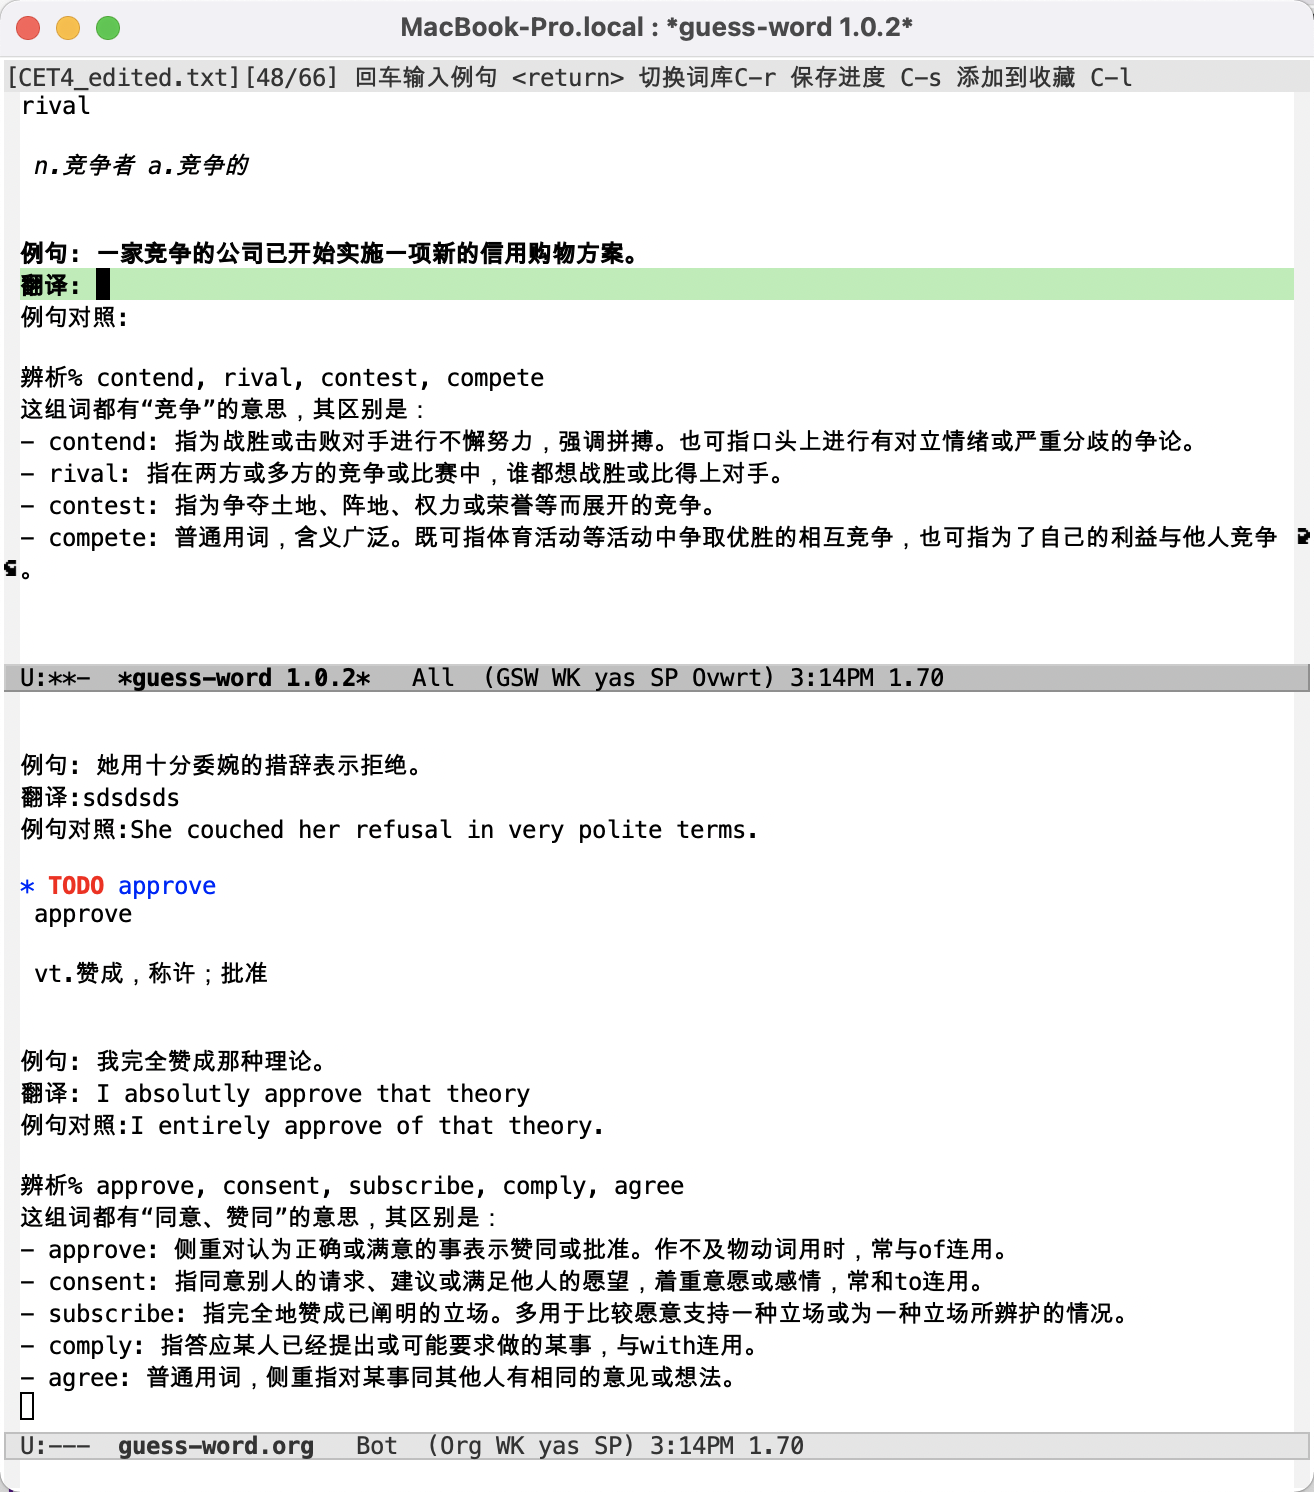 MacBook-Pro.local : *guess-word 1.0.2*
[CET4_edited.txt][48/66] 回车输入例句 <return> 切换词库C-r 保存进度 C-s 添加到收藏 C-l
rival
n.竞争者 a.竞争的
例句: 一家竞争的公司已开始实施一项新的信用购物方案。
翻译:
例句对照:
辨析% contend, rival, contest, compete
这组词都有“竞争”的意思，其区别是：
- contend: 指为战胜或击败对手进行不懈努力，强调拼搏。也可指口头上进行有对立情绪或严重分歧的争论。
- rival: 指在两方或多方的竞争或比赛中，谁都想战胜或比得上对手。
- contest: 指为争夺土地、阵地、权力或荣誉等而展开的竞争。
- compete: 普通用词，含义广泛。既可指体育活动等活动中争取优胜的相互竞争，也可指为了自己的利益与他人竞争
。
U:**-  *guess-word 1.0.2*   All  (GSW WK yas SP Ovwrt) 3:14PM 1.70
例句: 她用十分委婉的措辞表示拒绝。
翻译:sdsdsds
例句对照:She couched her refusal in very polite terms.
* TODO approve
approve
vt.赞成，称许；批准
例句: 我完全赞成那种理论。
翻译: I absolutly approve that theory
例句对照:I entirely approve of that theory.
辨析% approve, consent, subscribe, comply, agree
这组词都有“同意、赞同”的意思，其区别是：
- approve: 侧重对认为正确或满意的事表示赞同或批准。作不及物动词用时，常与of连用。
- consent: 指同意别人的请求、建议或满足他人的愿望，着重意愿或感情，常和to连用。
- subscribe: 指完全地赞成已阐明的立场。多用于比较愿意支持一种立场或为一种立场所辨护的情况。
- comply: 指答应某人已经提出或可能要求做的某事，与with连用。
- agree: 普通用词，侧重指对某事同其他人有相同的意见或想法。
U:---  guess-word.org   Bot  (Org WK yas SP) 3:14PM 1.70